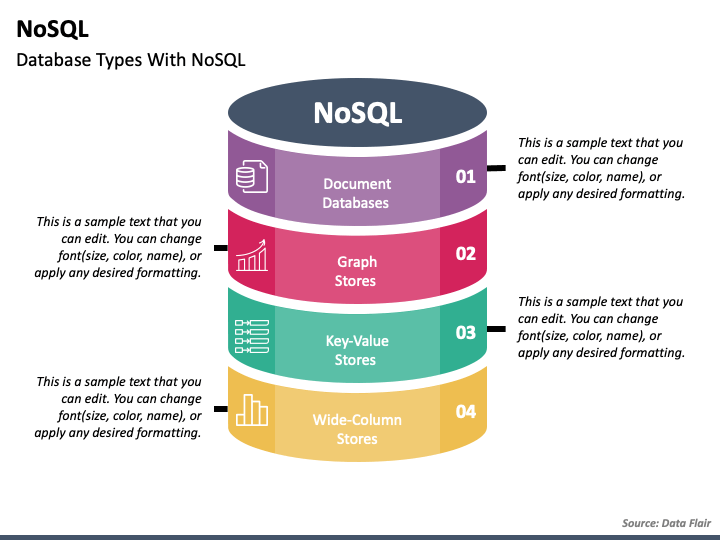 NoSQL
Database Types With NoSQL
NoSQL
Document
Databases
01
This is a sample text that you
can edit. You can change
font(size, color, name), or
apply any desired formatting.
This is a sample text that you
can edit. You can change
font(size, color, name), or
apply any desired formatting.
Graph
Stores
02
Key-Value
Stores
03
This is a sample text that you
can edit. You can change
font(size, color, name), or
apply any desired formatting.
This is a sample text that you
can edit. You can change
font(size, color, name), or
apply any desired formatting.
Wide-Column
Stores
04
Source: Data Flair